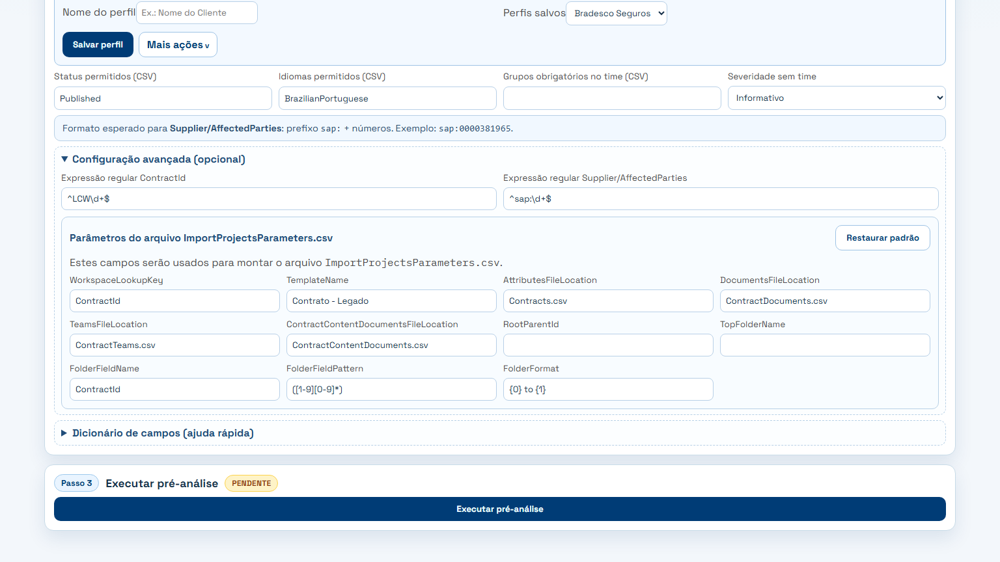 Nome do perfil Ex.: Nome do Cliente Perfis salvos Bradesco Seguros
Salvar perfil Mais ações v
Status permitidos (CSV) Idiomas permitidos (CSV) Grupos obrigatórios no time (CSV) Severidade sem time
Published BrazilianPortuguese Informativo
Formato esperado para Supplier/AffectedParties: prefixo sap: + números. Exemplo: sap:0000381965.
▼ Configuração avançada (opcional)
Expressão regular ContractId Expressão regular Supplier/AffectedParties
^LCW\d+$ ^sap:\d+$
Parâmetros do arquivo ImportProjectsParameters.csv Restaurar padrão
Estes campos serão usados para montar o arquivo ImportProjectsParameters.csv.
WorkspaceLookupKey TemplateName AttributesFileLocation DocumentsFileLocation
ContractId Contrato - Legado Contracts.csv ContractDocuments.csv
TeamsFileLocation ContractContentDocumentsFileLocation RootParentId TopFolderName
ContractTeams.csv ContractContentDocuments.csv
FolderFieldName FolderFieldPattern FolderFormat
ContractId ([1-9][0-9]*) {0} to {1}
▶ Dicionário de campos (ajuda rápida)
Passo 3 Executar pré-análise PENDENTE
Executar pré-análise